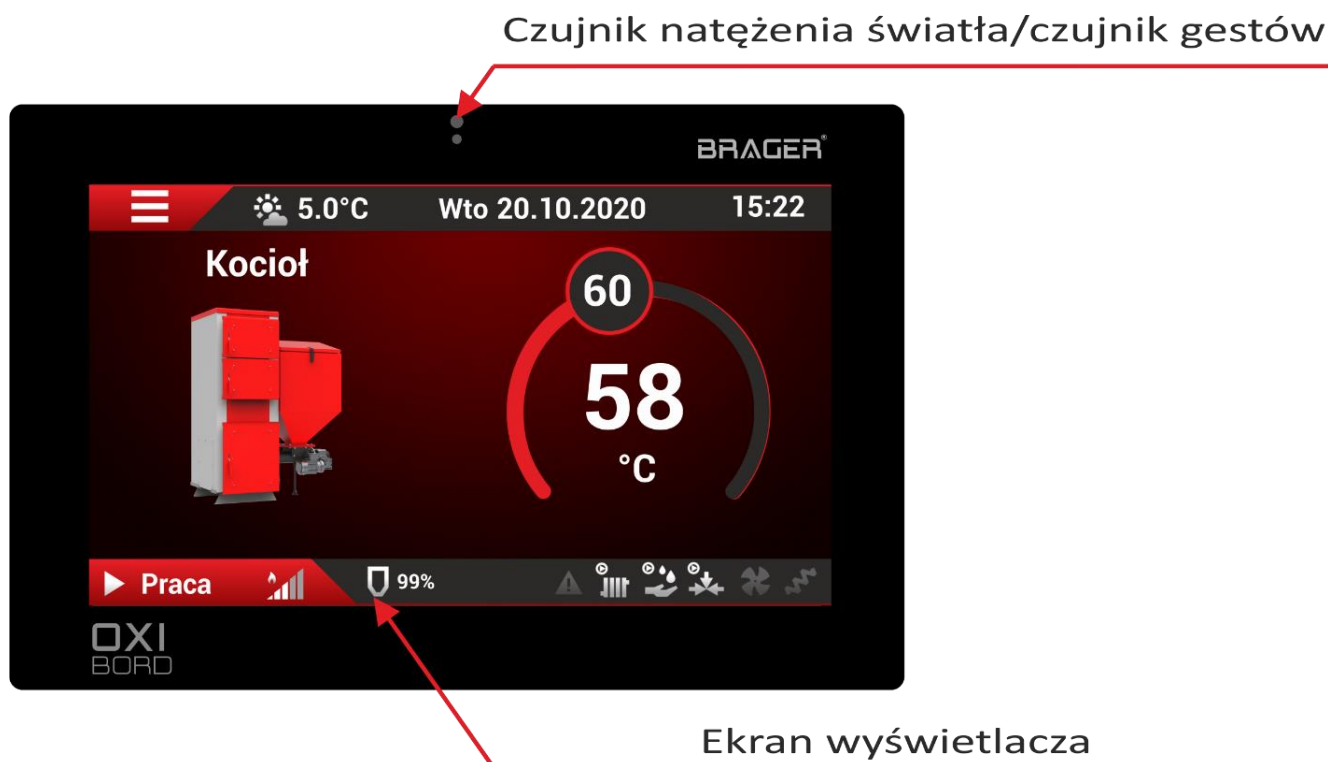 Czujnik natężenia światła/czujnik gestów
BRAGER®
5.0°C Wto 20.10.2020 15:22
Kocioł
60
58
°C
Praca 99%
OXI
BORD
Ekran wyświetlacza